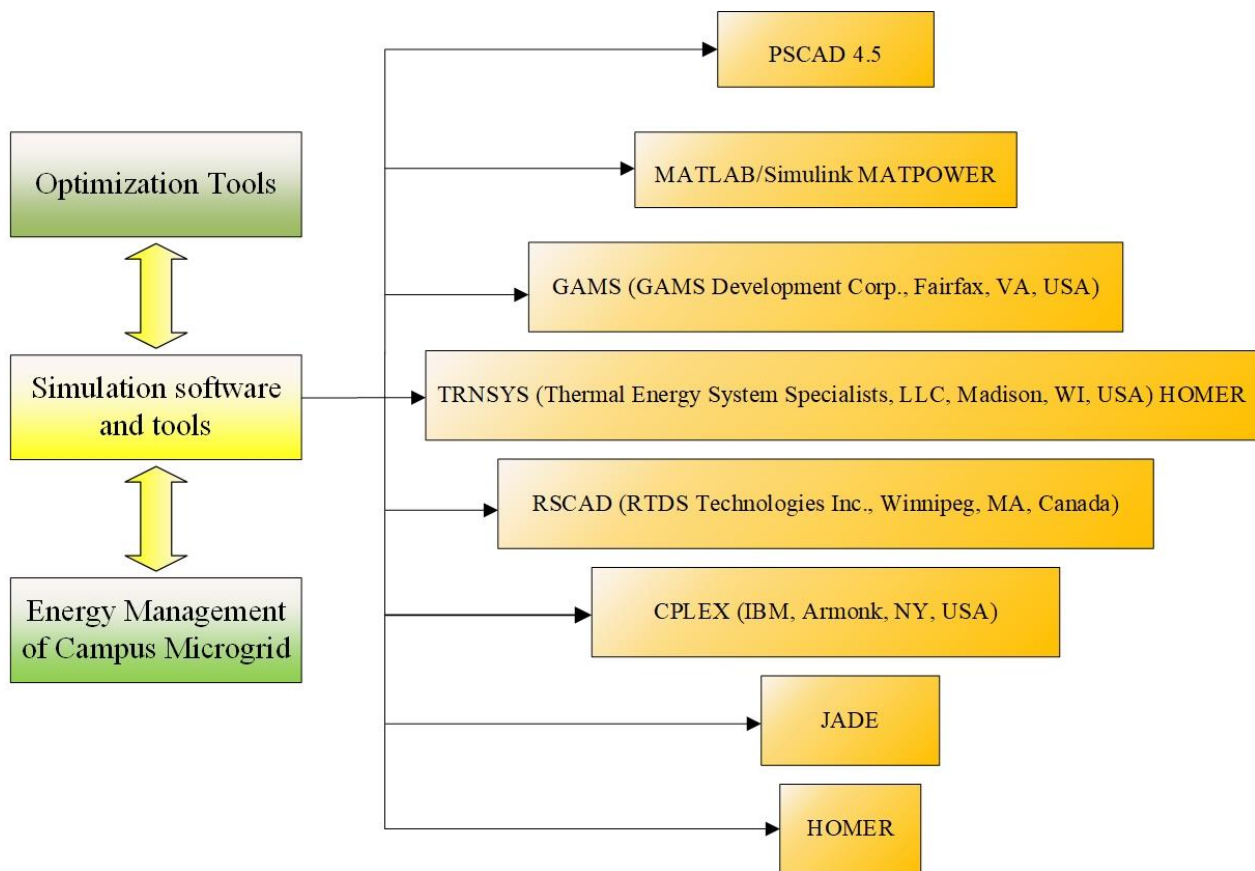 Optimization Tools
Simulation software
and tools
Energy Management
of Campus Microgrid
PSCAD 4.5
MATLAB/Simulink MATPOWER
GAMS (GAMS Development Corp., Fairfax, VA, USA)
TRNSYS (Thermal Energy System Specialists, LLC, Madison, WI, USA) HOMER
RSCAD (RTDS Technologies Inc., Winnipeg, MA, Canada)
CPLEX (IBM, Armonk, NY, USA)
JADE
HOMER